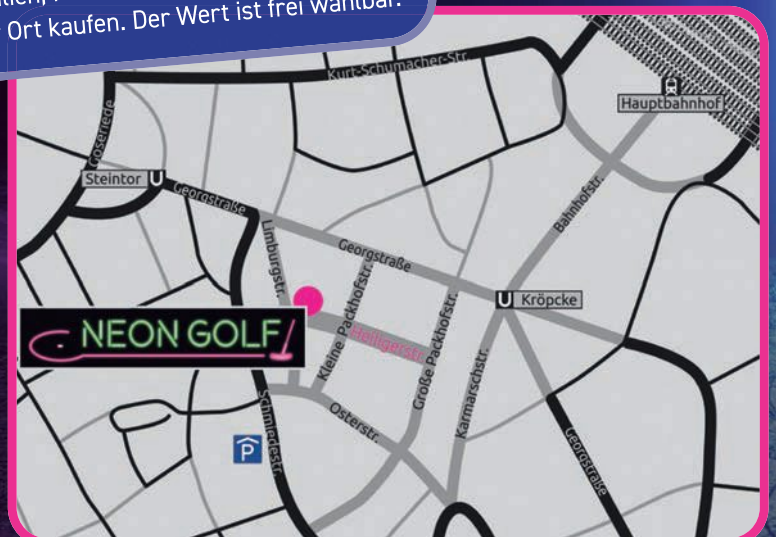 Ort kaufen. Der Wert ist frei wählbar.
Kurt-Schumacher-Str.
Hauptbahnhof
Goseriede
Steintor U
Georgstraße
Bahnhofstr.
Limburgstr.
Georgstraße
U Kröpcke
NEON GOLF
Kleine Packhofstr.
Heiligerstr.
Große Packhofstr.
Karmarschstr.
Schmiedestr.
Osterstr.
P
Georgstraße